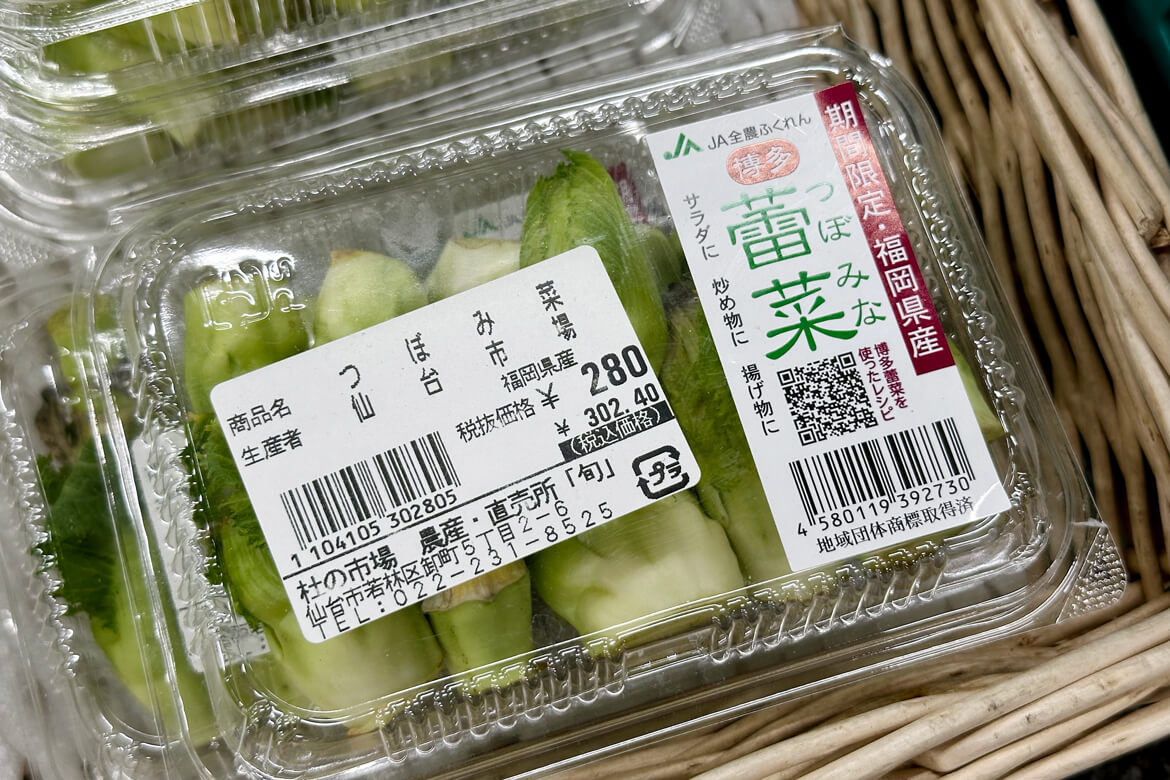 商品名 つぼみ菜
生産者 仙台市場
福岡県産
税抜価格 ¥280
¥302.40
(税込価格)
1 104105 302805
プラ
杜の市場 農産・直売所「旬」
仙台市若林区卸町5丁目2-6
TEL:022-231-8525
JA全農ふくれん
博多
蕾菜
つぼみな
期間限定・福岡県産
サラダに 炒め物に 揚げ物に
博多蕾菜を
使ったレシピ
4 580119 392730
地域団体商標取得済